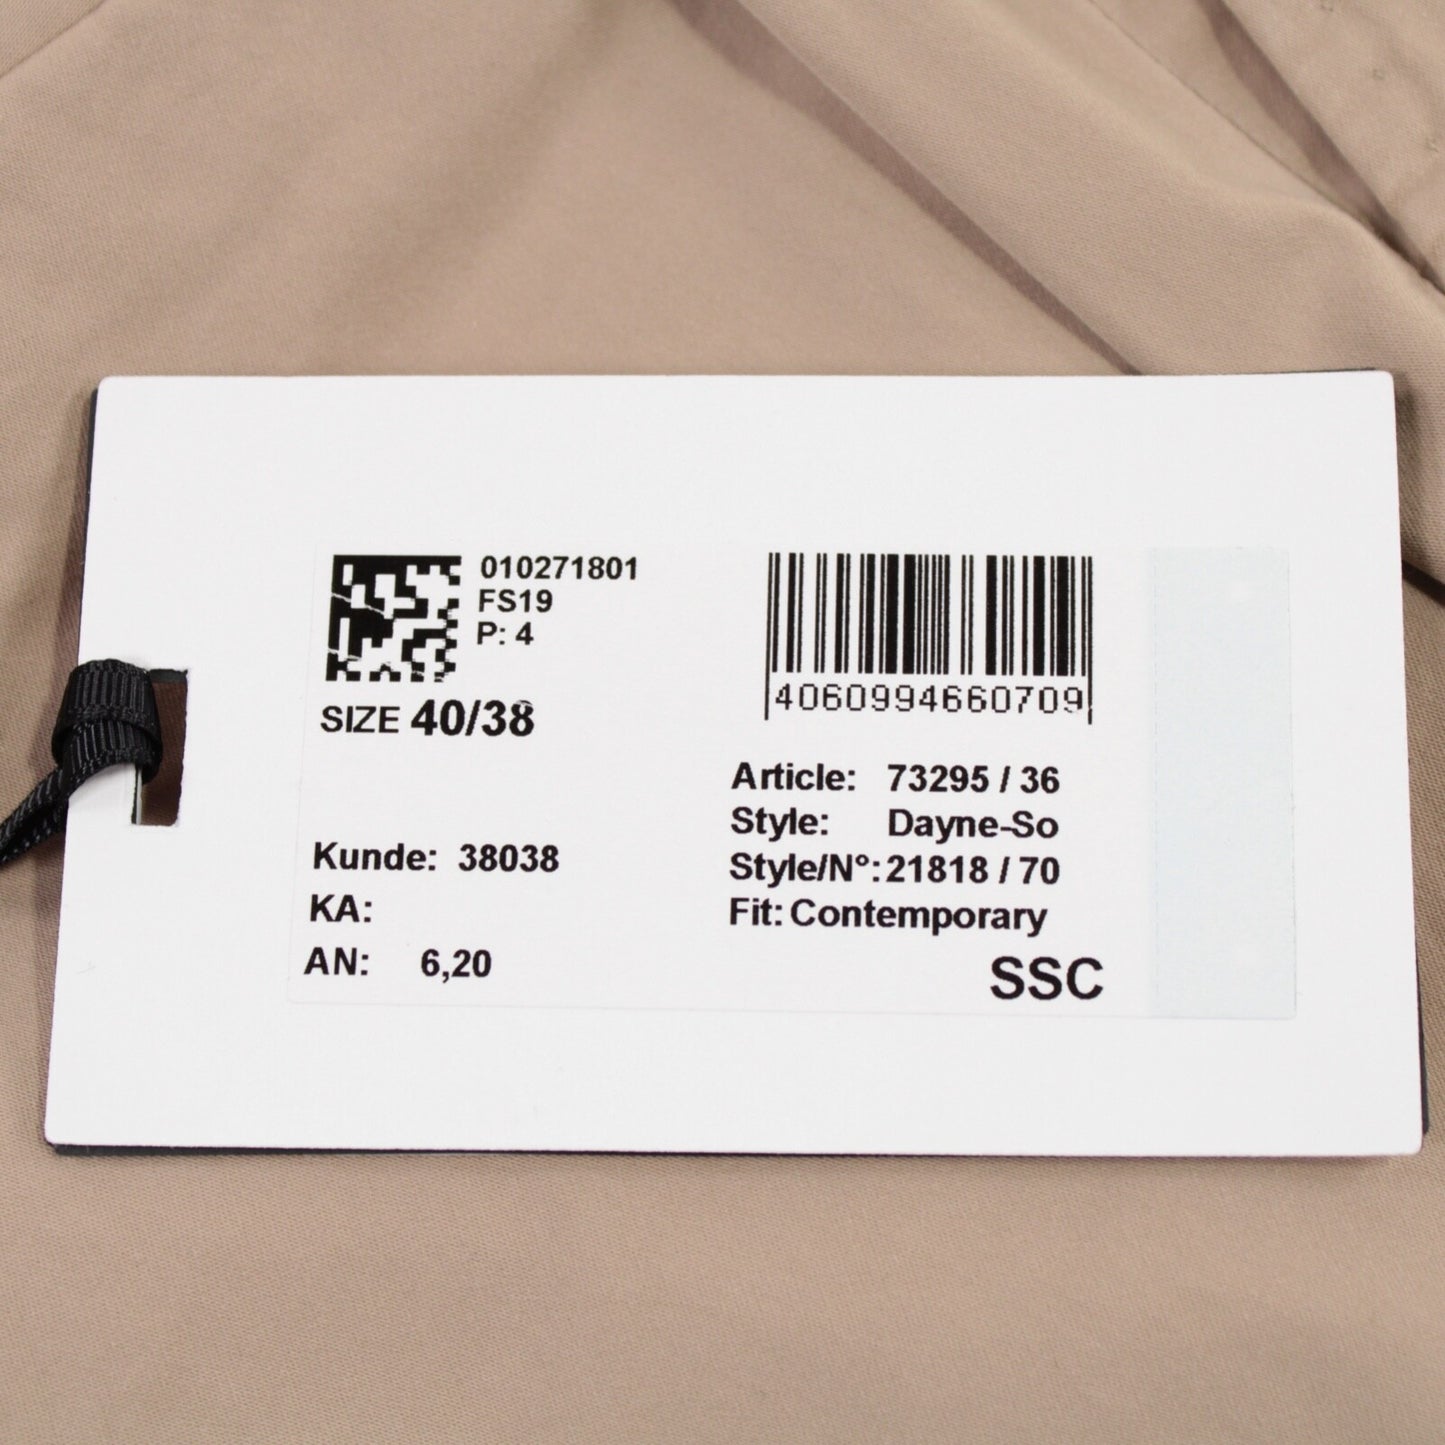 010271801
FS19
P: 4
SIZE 40/38
4060994660709
Kunde: 38038
KA:
AN: 6,20
Article: 73295 / 36
Style: Dayne-So
Style/N°: 21818 / 70
Fit: Contemporary
SSC